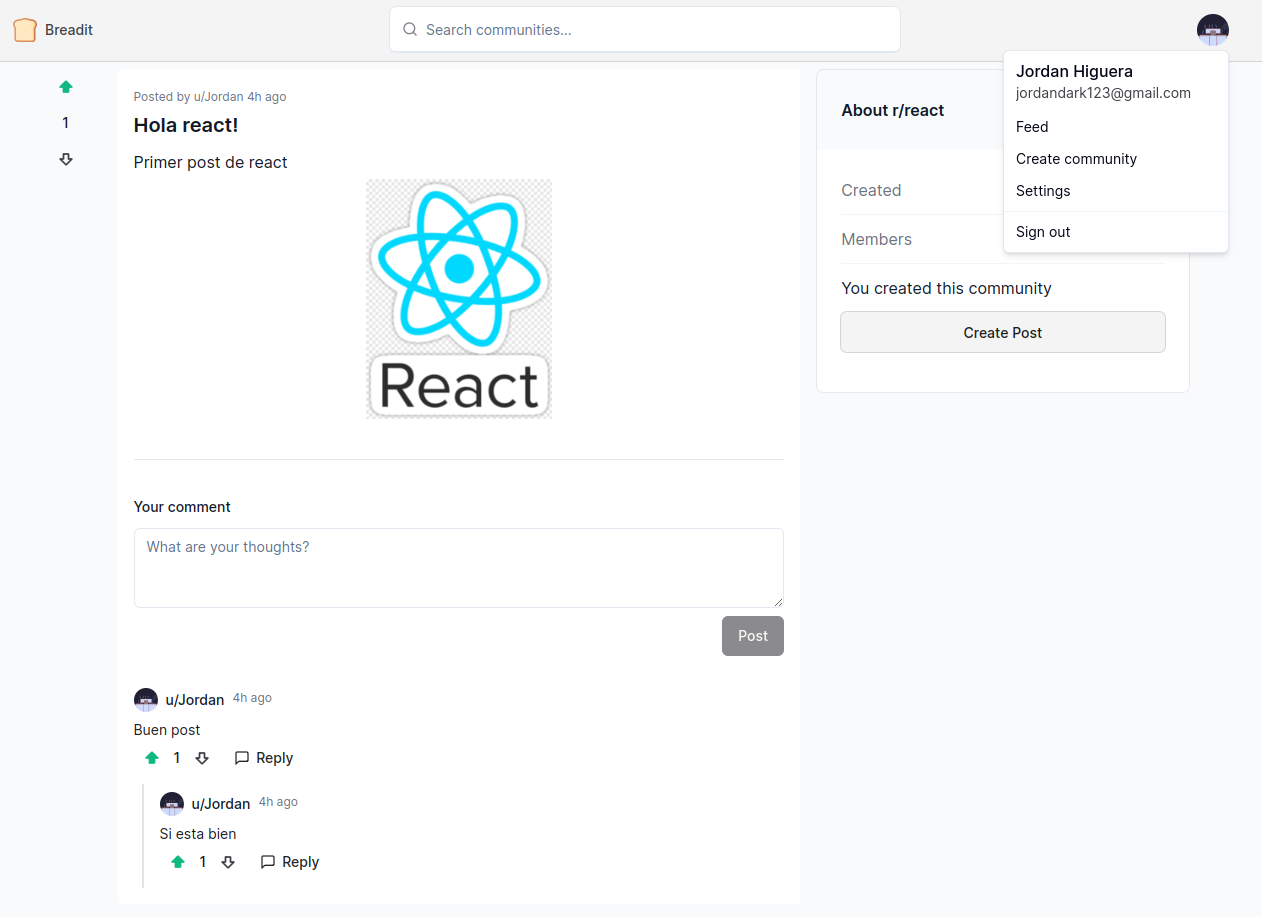 Breadit
Search communities...
Jordan Higuera
jordandark123@gmail.com
Feed
Create community
Settings
Sign out
1
Posted by u/Jordan 4h ago
Hola react!
Primer post de react
React
Your comment
What are your thoughts?
Post
u/Jordan 4h ago
Buen post
1 Reply
u/Jordan 4h ago
Si esta bien
1 Reply
About r/react
Created
Members
You created this community
Create Post